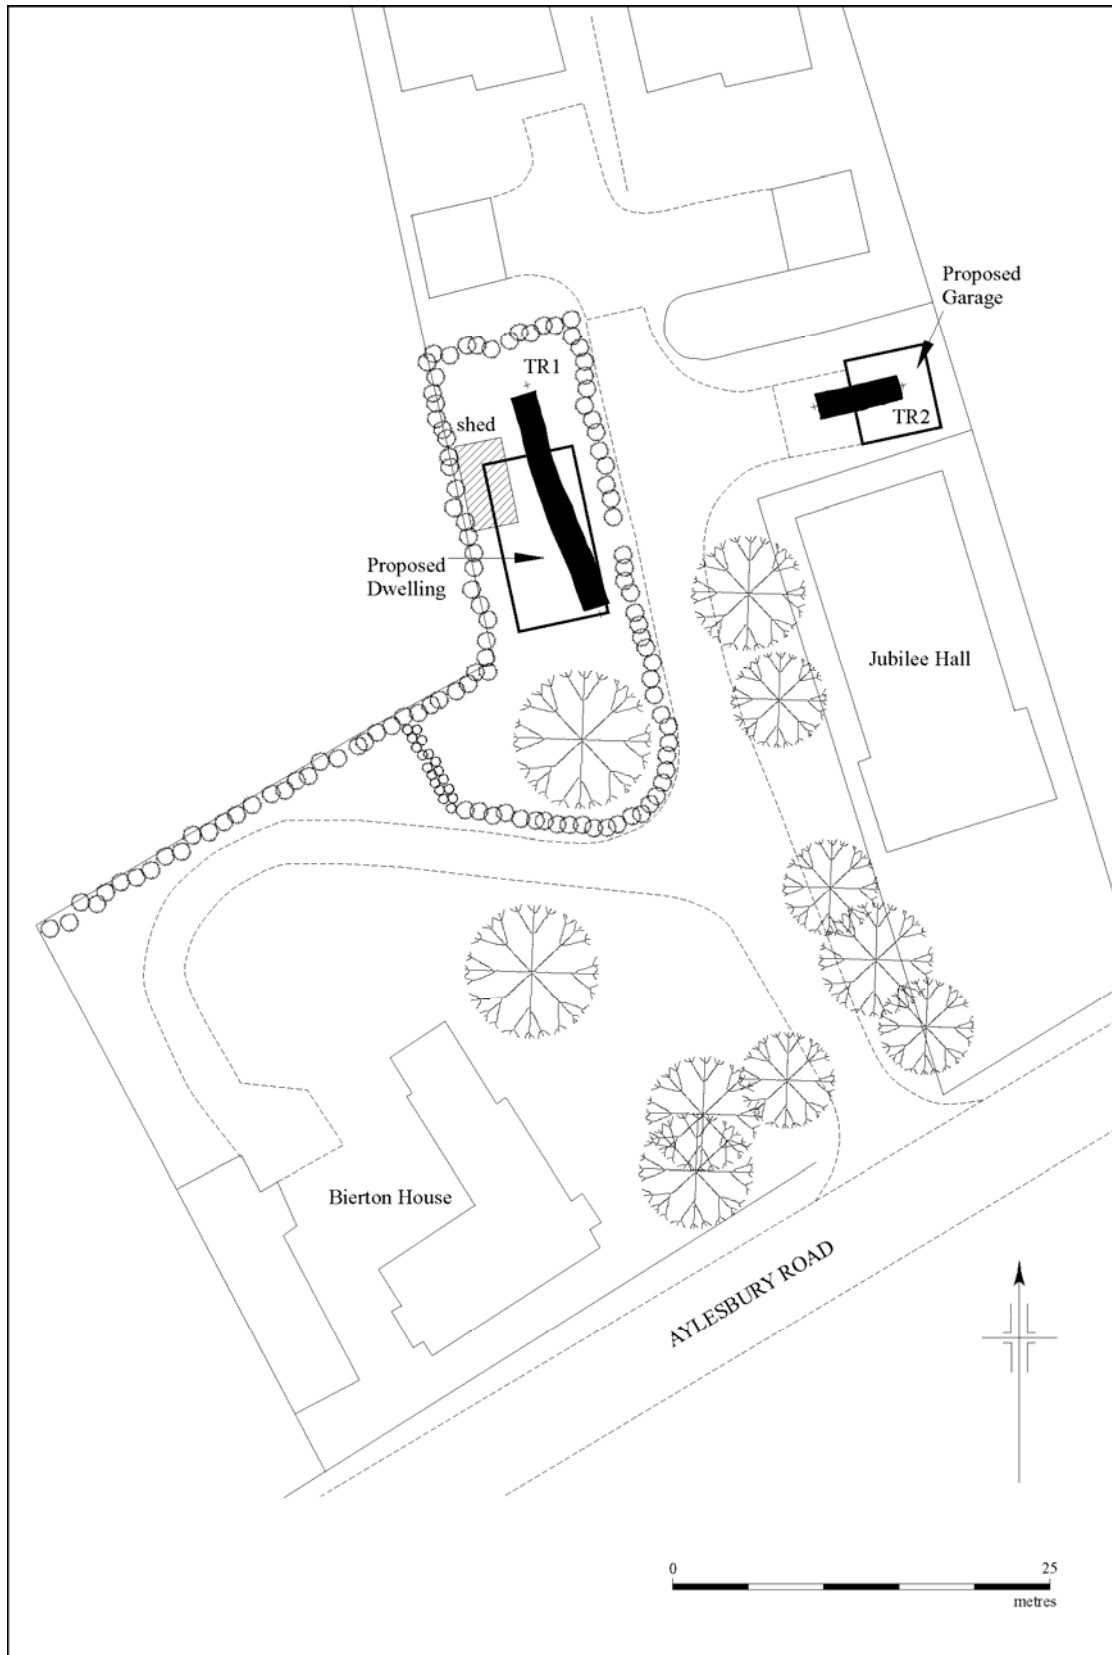 Proposed
Garage
TR1
TR2
shed
Proposed
Dwelling
Jubilee Hall
Bierton House
AYLESBURY ROAD
0 25
metres